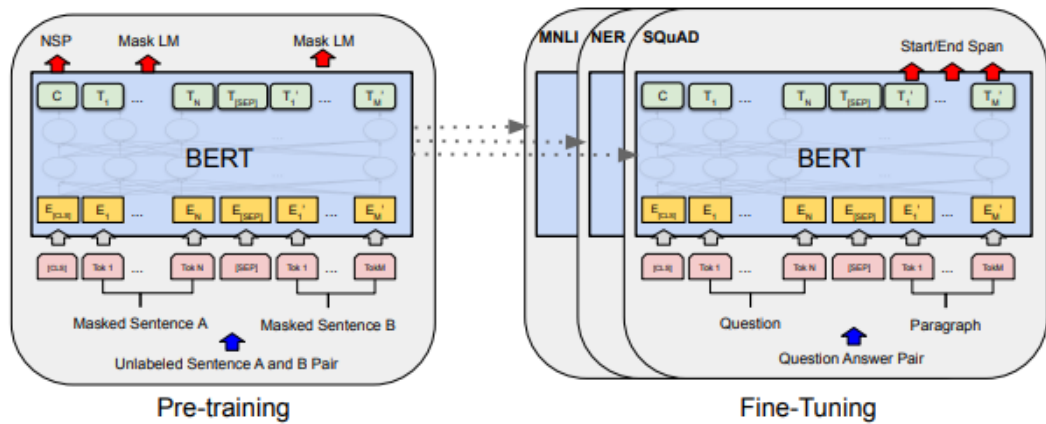 NSP Mask LM Mask LM
C T1 ... TN T[SEP] T1' ... TM'
BERT
E[CLS] E1 ... EN E[SEP] E1' ... EM'
[CLS] Tok 1 ... Tok N [SEP] Tok 1 ... TokM
Masked Sentence A Masked Sentence B
Unlabeled Sentence A and B Pair
Pre-training
MNLI NER SQuAD
Start/End Span
C T1 ... TN T[SEP] T1' ... TM'
BERT
E[CLS] E1 ... EN E[SEP] E1' ... EM'
[CLS] Tok 1 ... Tok N [SEP] Tok 1 ... TokM
Question Paragraph
Question Answer Pair
Fine-Tuning